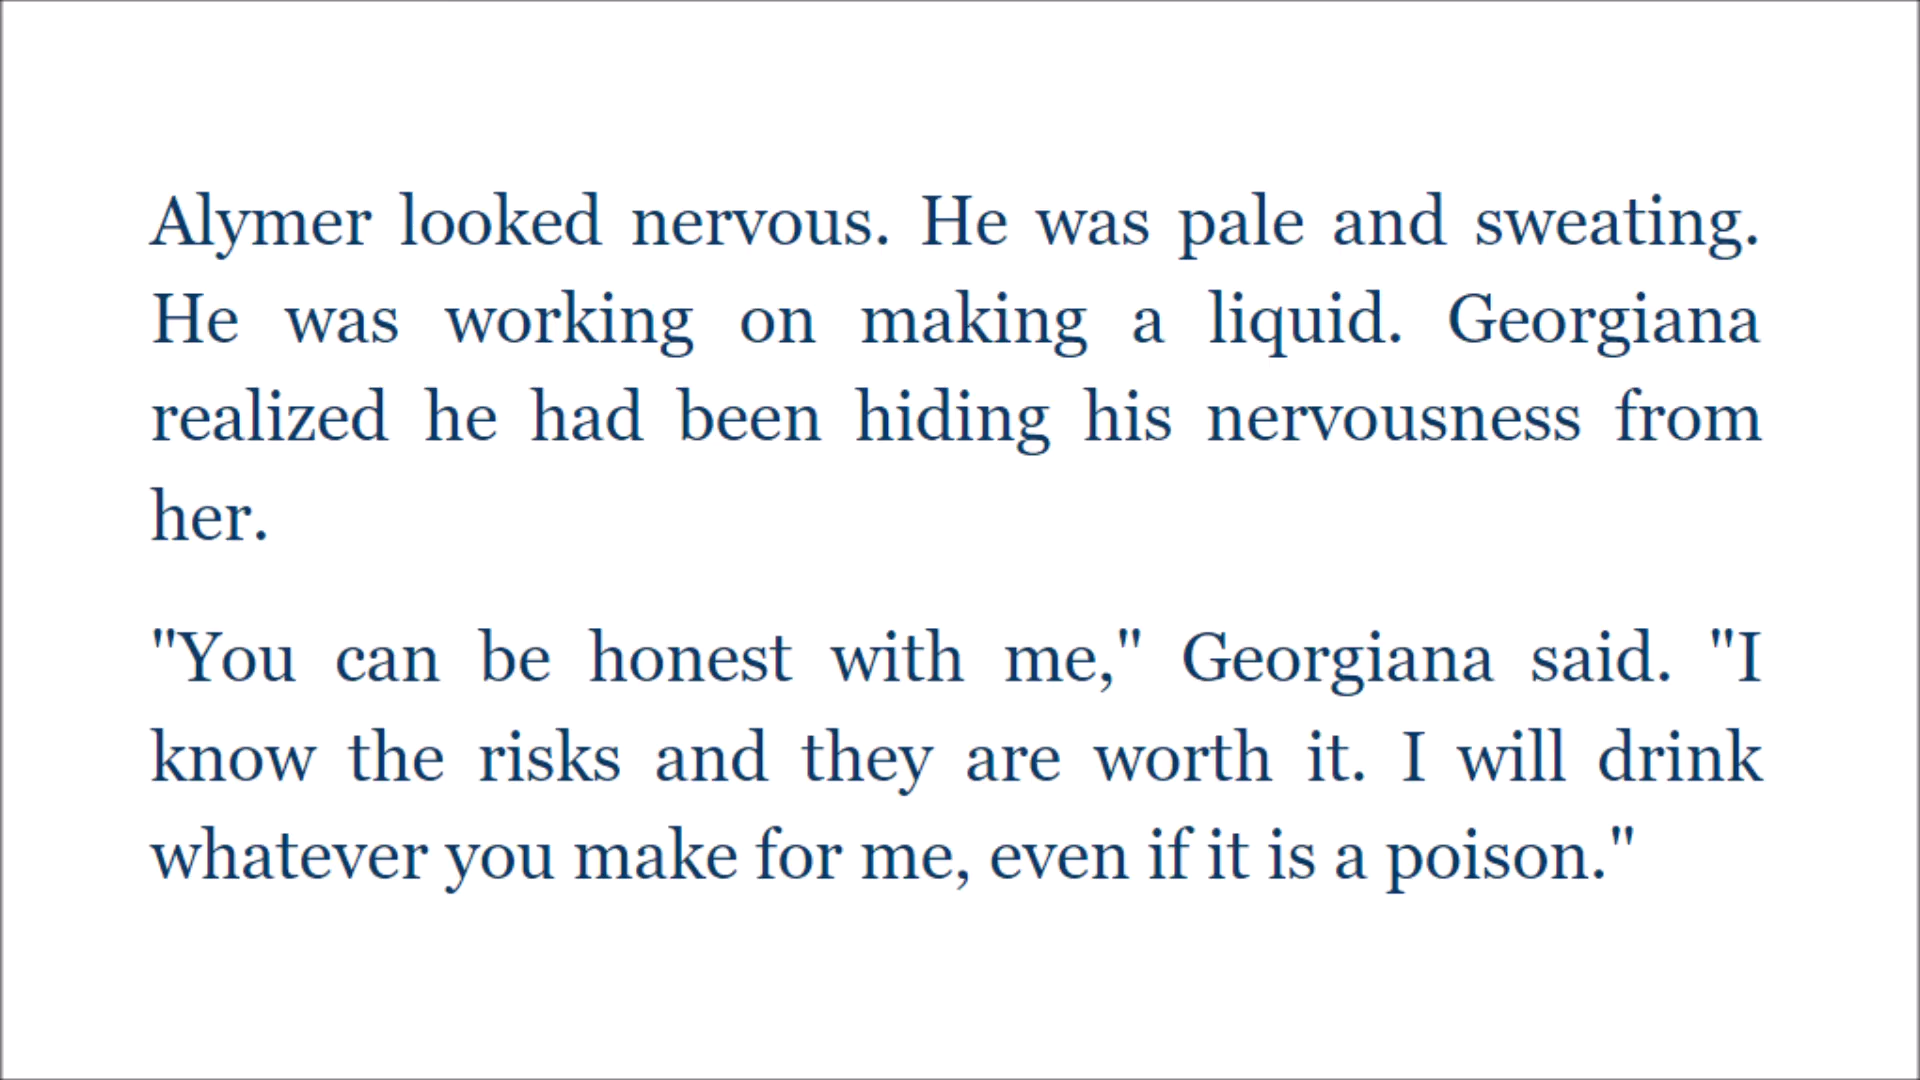 Alymer looked nervous. He was pale and sweating.
He was working on making a liquid. Georgiana
realized he had been hiding his nervousness from
her.
"You can be honest with me," Georgiana said. "I
know the risks and they are worth it. I will drink
whatever you make for me, even if it is a poison."